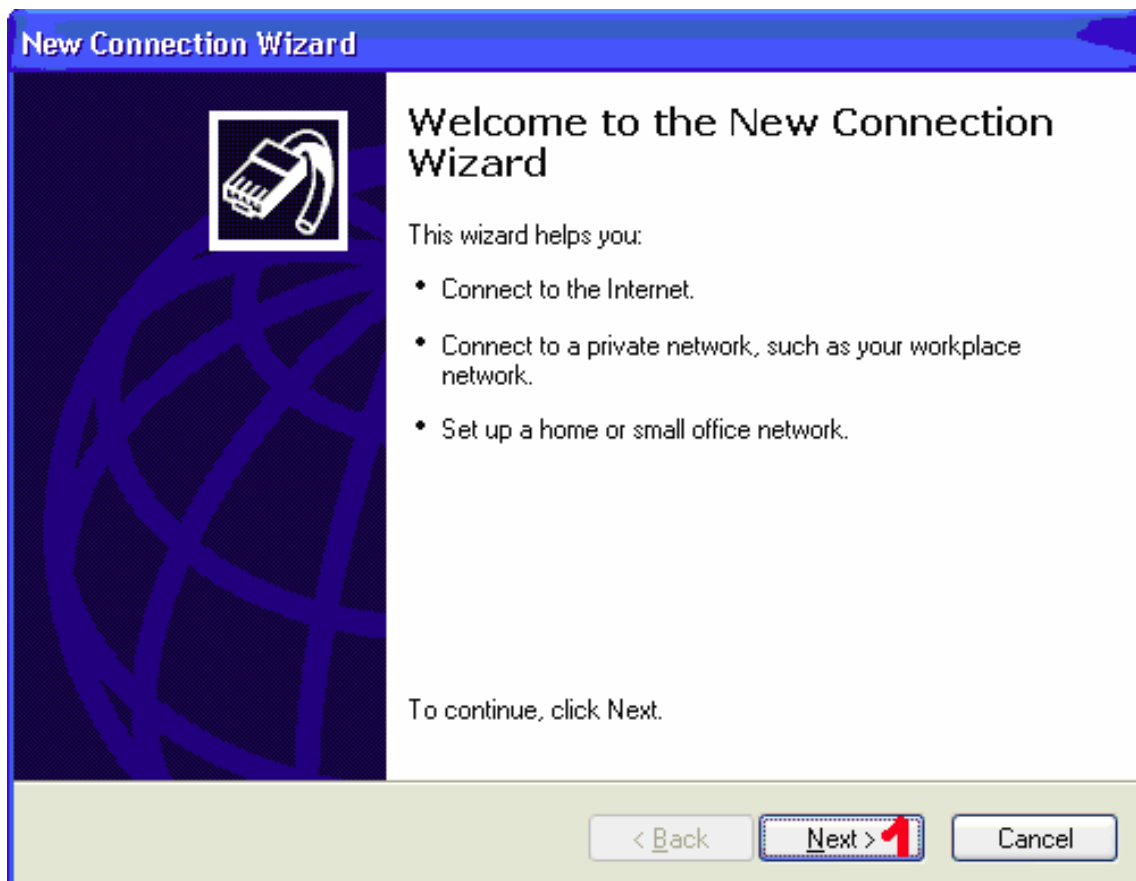 New Connection Wizard
Welcome to the New Connection
Wizard
This wizard helps you:
• Connect to the Internet.
• Connect to a private network, such as your workplace
network.
• Set up a home or small office network.
To continue, click Next.
< Back
Next >
1
Cancel